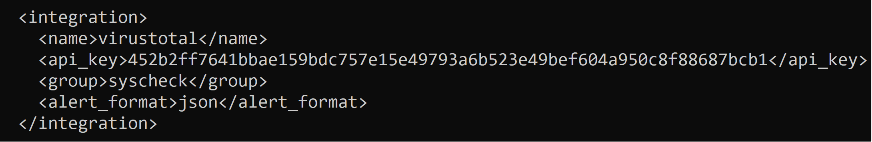 <integration>
<name>virustotal</name>
<api_key>452b2ff7641bbae159bdc757e15e49793a6b523e49bef604a950c8f88687bcb1</api_key>
<group>syscheck</group>
<alert_format>json</alert_format>
</integration>